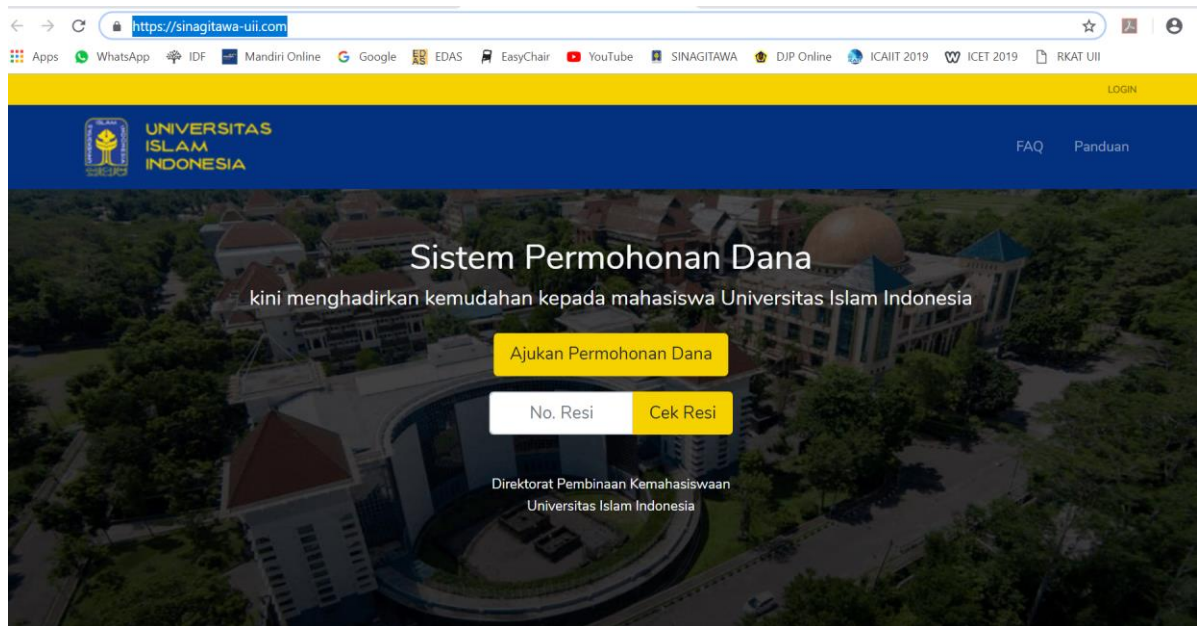 https://sinagitawa-uii.com
Apps WhatsApp IDF Mandiri Online Google EDAS EasyChair YouTube SINAGITAWA DJP Online ICAIIT 2019 ICET 2019 RKAT UII
LOGIN
UNIVERSITAS
ISLAM
INDONESIA
FAQ Panduan
Sistem Permohonan Dana
kini menghadirkan kemudahan kepada mahasiswa Universitas Islam Indonesia
Ajukan Permohonan Dana
No. Resi Cek Resi
Direktorat Pembinaan Kemahasiswaan
Universitas Islam Indonesia